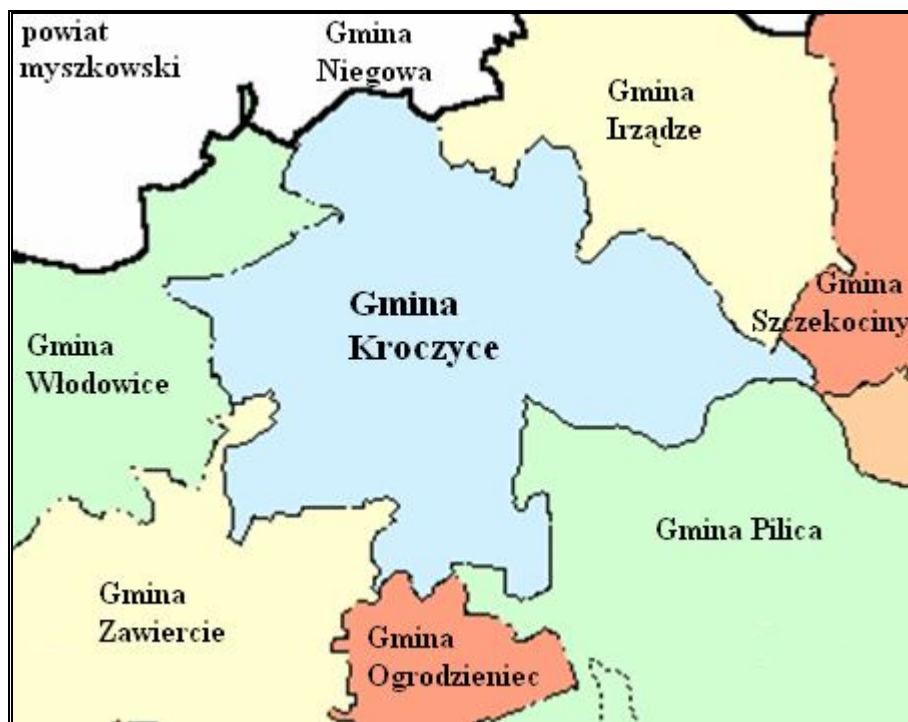 powiat
myszkowski
Gmina
Niegowa
Gmina
Irządze
Gmina
Szczekociny
Gmina
Kroczyce
Gmina
Włodowice
Gmina Pilica
Gmina
Zawiercie
Gmina
Ogrodzieniec